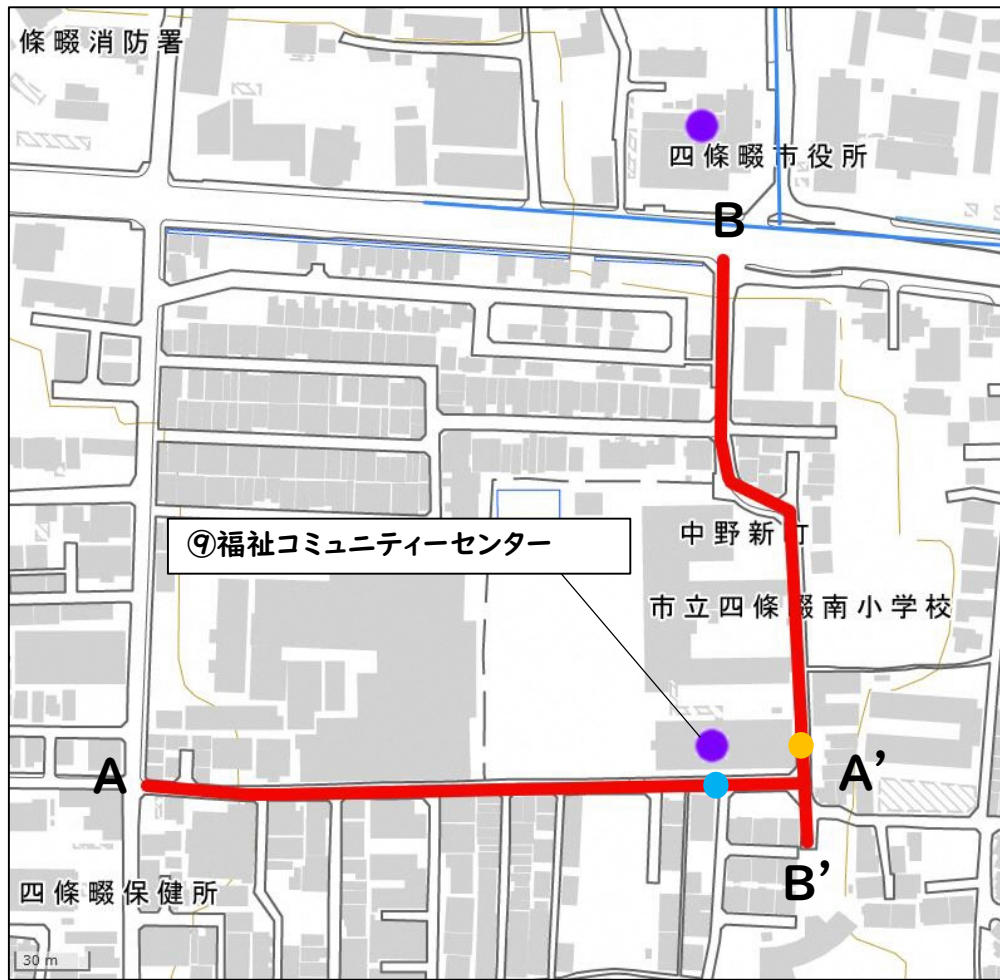 條畷消防署
四條畷市役所
B
⑨福祉コミュニティーセンター
中野新町
市立四條畷南小学校
A
A’
B’
四條畷保健所
30 m